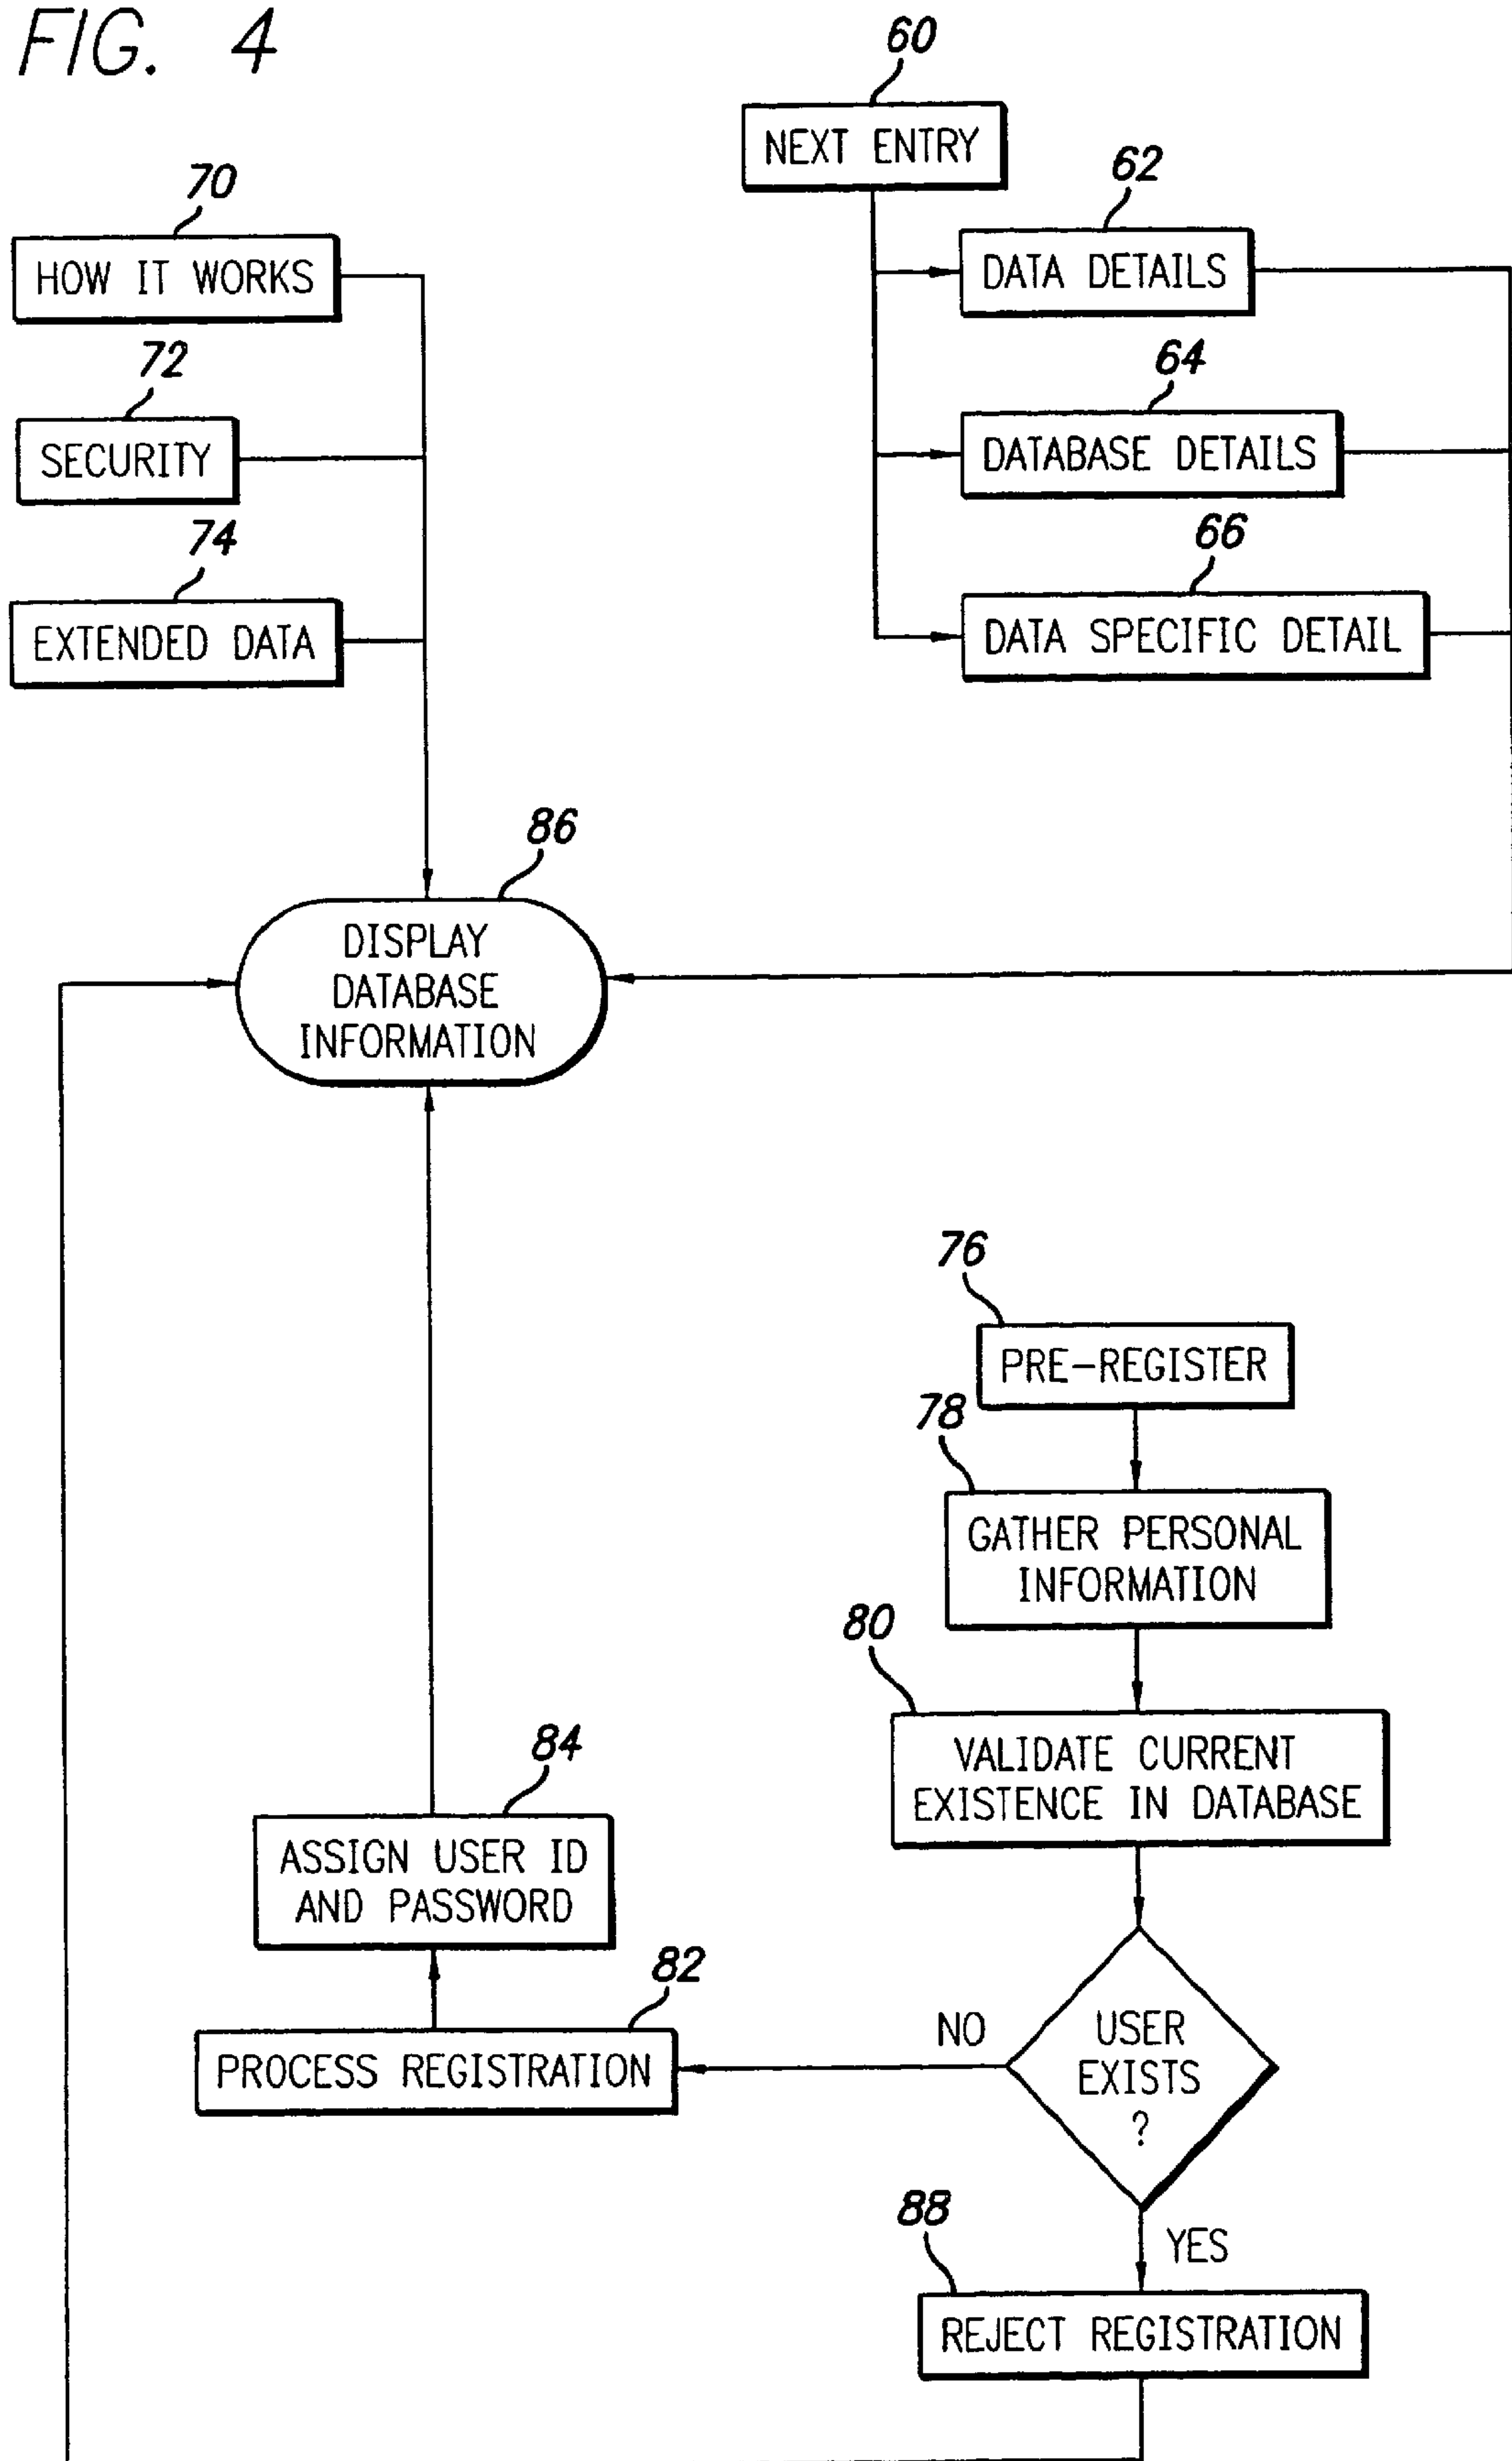 FIG. 4
60
NEXT ENTRY
70
HOW IT WORKS
62
DATA DETAILS
72
SECURITY
64
DATABASE DETAILS
74
EXTENDED DATA
66
DATA SPECIFIC DETAIL
86
DISPLAY
DATABASE
INFORMATION
76
PRE-REGISTER
78
GATHER PERSONAL
INFORMATION
80
VALIDATE CURRENT
EXISTENCE IN DATABASE
84
ASSIGN USER ID
AND PASSWORD
82
PROCESS REGISTRATION
NO
USER
EXISTS
?
YES
88
REJECT REGISTRATION